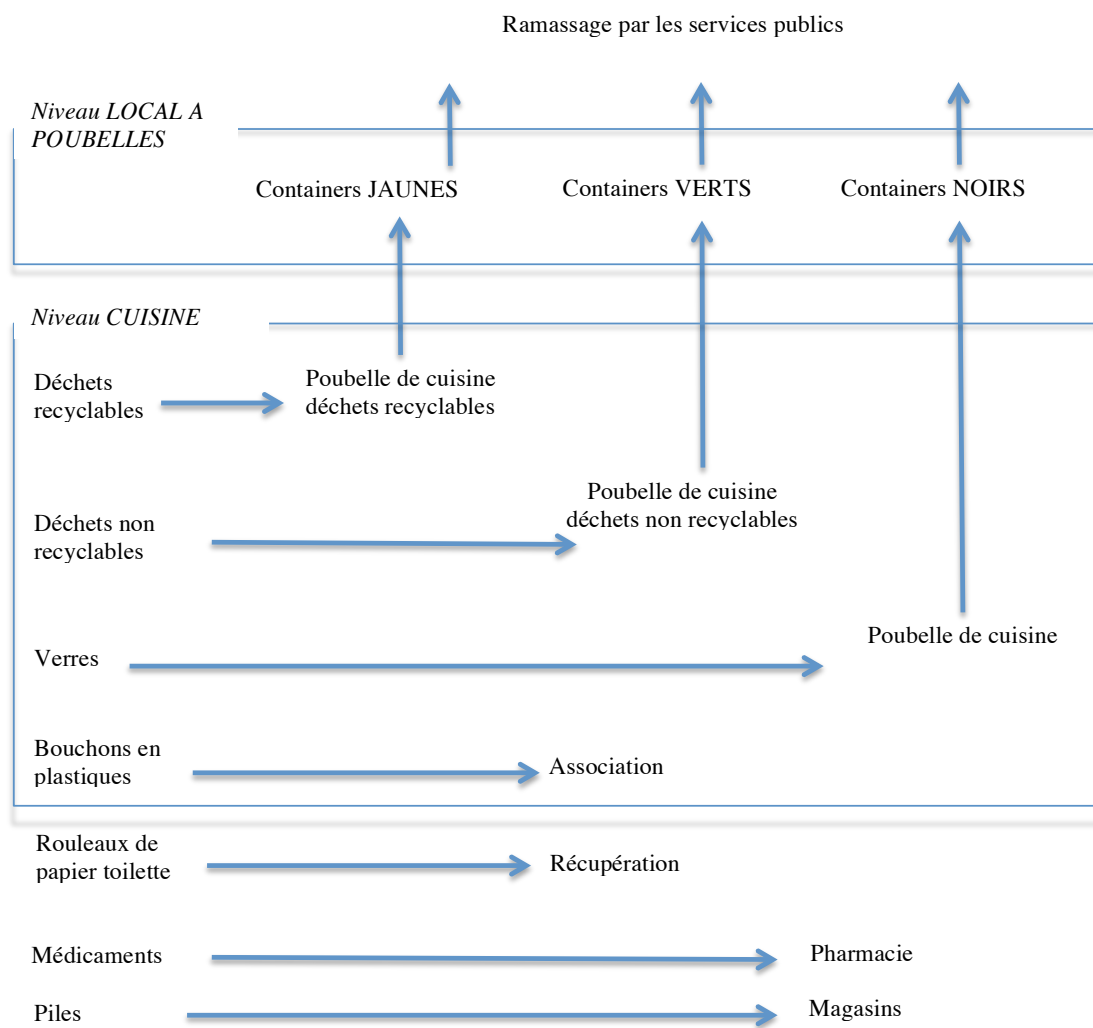 Ramassage par les services publics
Niveau LOCAL A
POUBELLES
Containers JAUNES
Containers VERTS
Containers NOIRS
Niveau CUISINE
Déchets
recyclables
Poubelle de cuisine
déchets recyclables
Déchets non
recyclables
Poubelle de cuisine
déchets non recyclables
Verres
Poubelle de cuisine
Bouchons en
plastiques
Association
Rouleaux de
papier toilette
Récupération
Médicaments
Pharmacie
Piles
Magasins